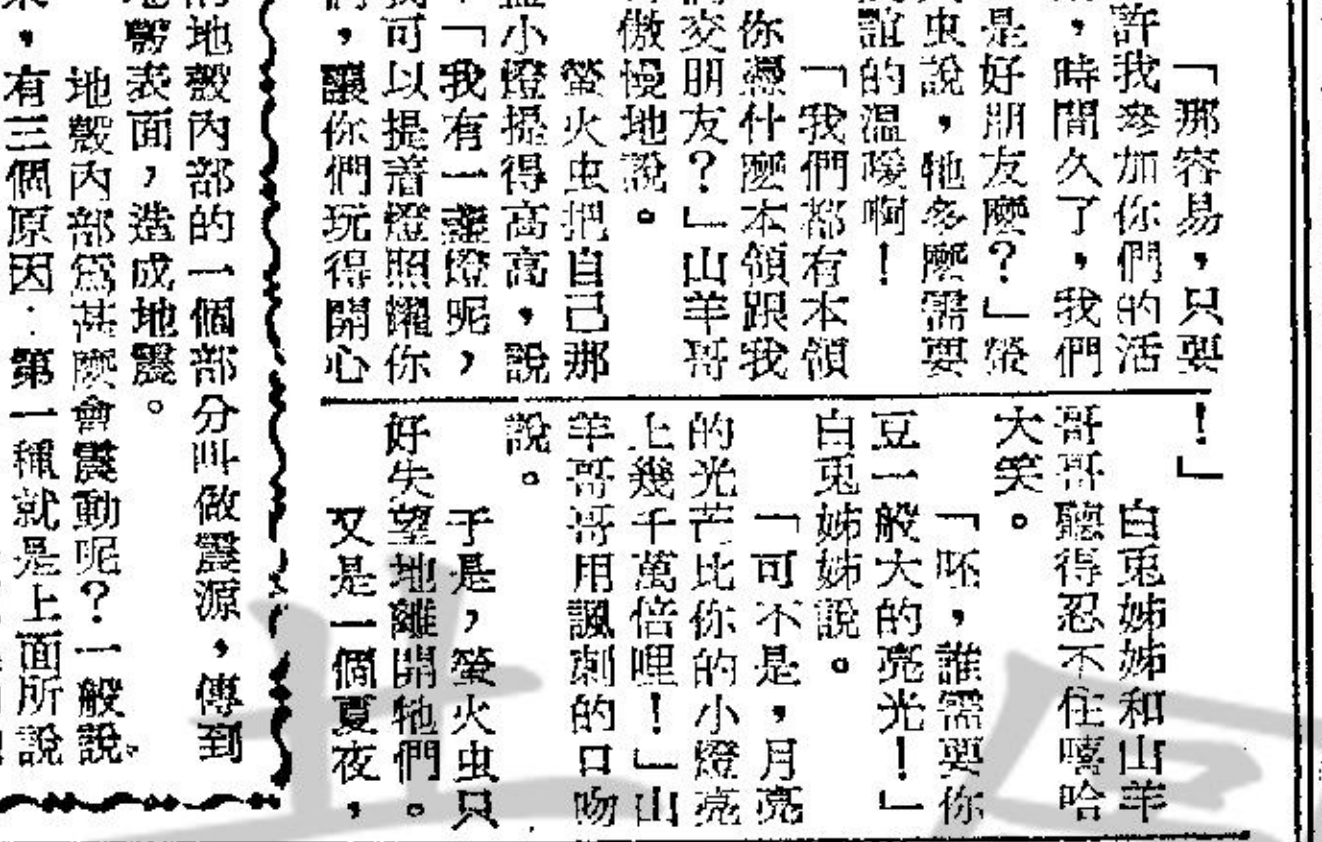 「那容易，只要
許我參加你們的活
，時間久了，我們
是好朋友麼？」螢
虫說，牠多麼需要
誼的溫暖啊！
「我們都有本領
你憑什麼本領跟我
交朋友？」山羊哥
傲慢地說。
螢火虫把自己那
小燈提得高高，說
「我有一盞燈呢，
可以提着燈照耀你
，讓你們玩得開心
！」
白兎姊姊和山羊
哥哥聽得忍不住嘻哈
大笑。
「呸，誰需要你
豆一般大的亮光！」
白兎姊姊說。
「可不是，月亮
的光芒比你的小燈亮
上幾千萬倍哩！」山
羊哥哥用諷刺的口吻
說。
于是，螢火虫只
好失望地離開牠們。
又是一個夏夜，
地殼內部的一個部分叫做震源，傳到
表面，造成地震。
地殼內部爲甚麼會震動呢？一般說
，有三個原因：第一種就是上面所說